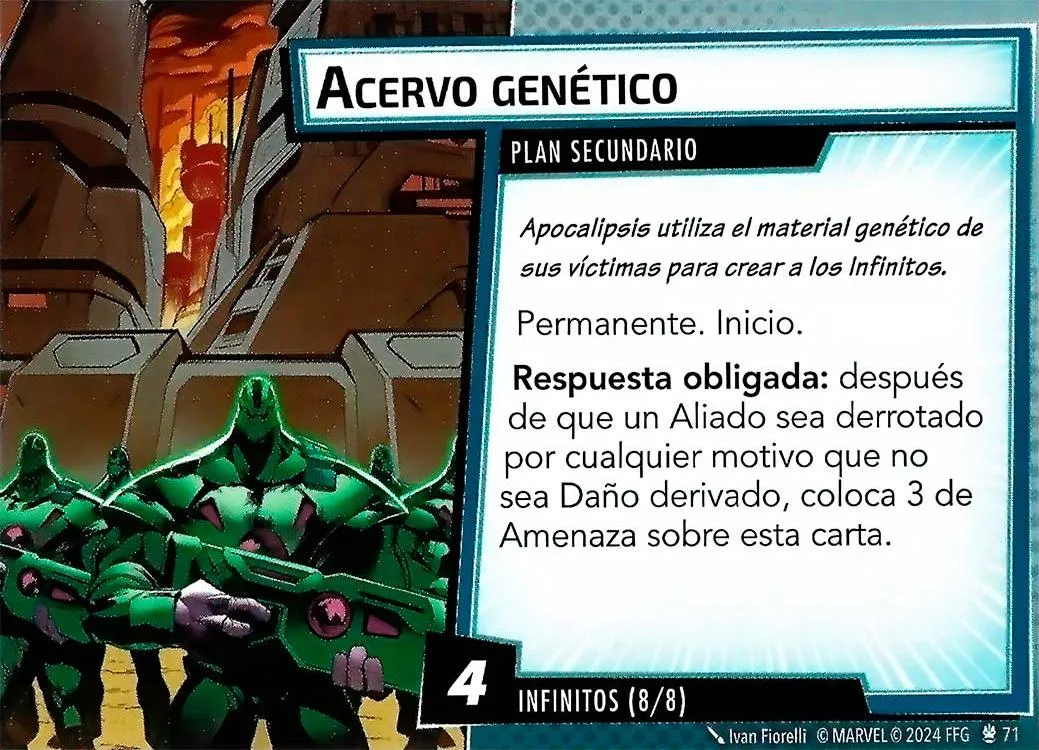 ACERVO GENÉTICO
PLAN SECUNDARIO
Apocalipsis utiliza el material genético de
sus víctimas para crear a los Infinitos.
Permanente. Inicio.
Respuesta obligada: después
de que un Aliado sea derrotado
por cualquier motivo que no
sea Daño derivado, coloca 3 de
Amenaza sobre esta carta.
4
INFINITOS (8/8)
Ivan Fiorelli © MARVEL © 2024 FFG 71